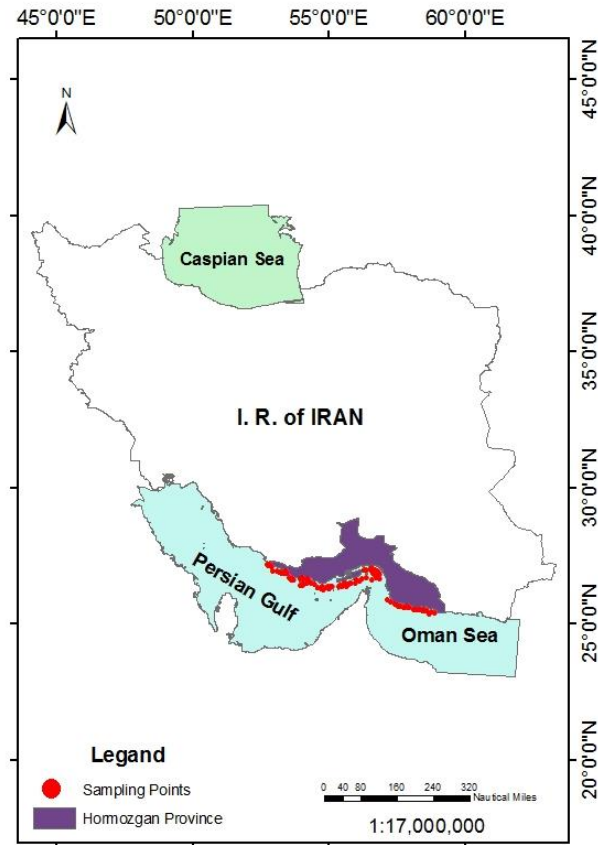 45°0'0"E 50°0'0"E 55°0'0"E 60°0'0"E
45°0'0"N
N
40°0'0"N
Caspian Sea
35°0'0"N
I. R. of IRAN
30°0'0"N
Persian Gulf
Oman Sea
25°0'0"N
20°0'0"N
Legand
Sampling Points
Hormozgan Province
0 40 80 160 240 320
Nautical Miles
1:17,000,000